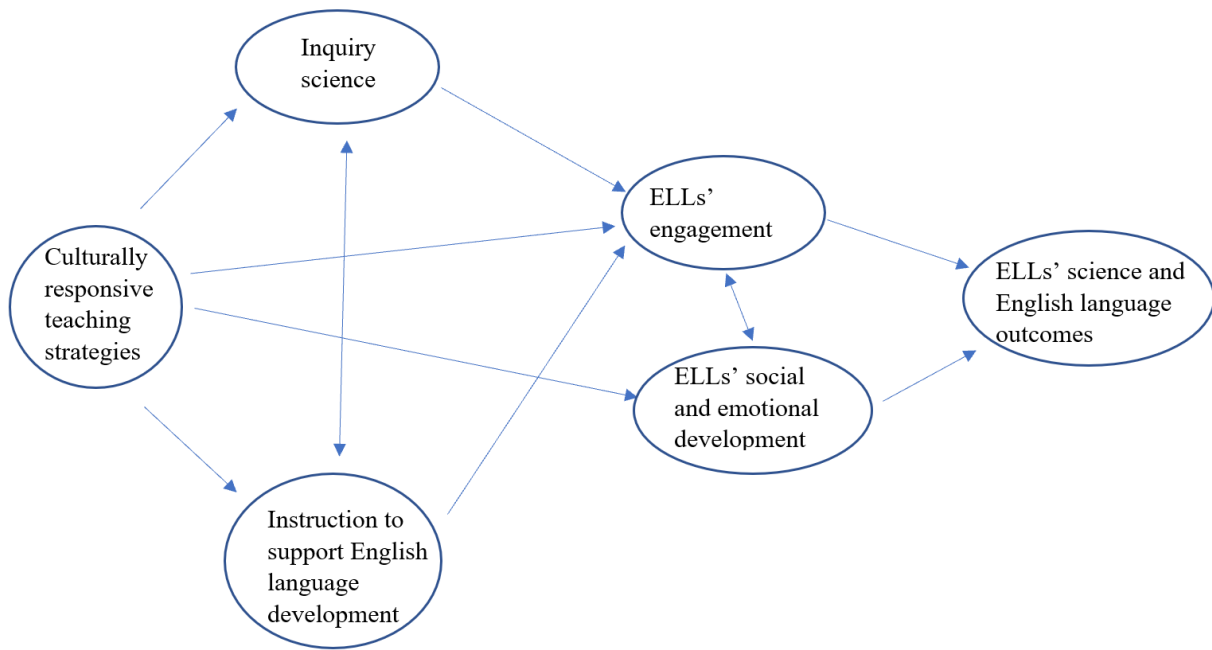 Inquiry
science
ELLs’
engagement
Culturally
responsive
teaching
strategies
ELLs’ science and
English language
outcomes
ELLs’ social
and emotional
development
Instruction to
support English
language
development